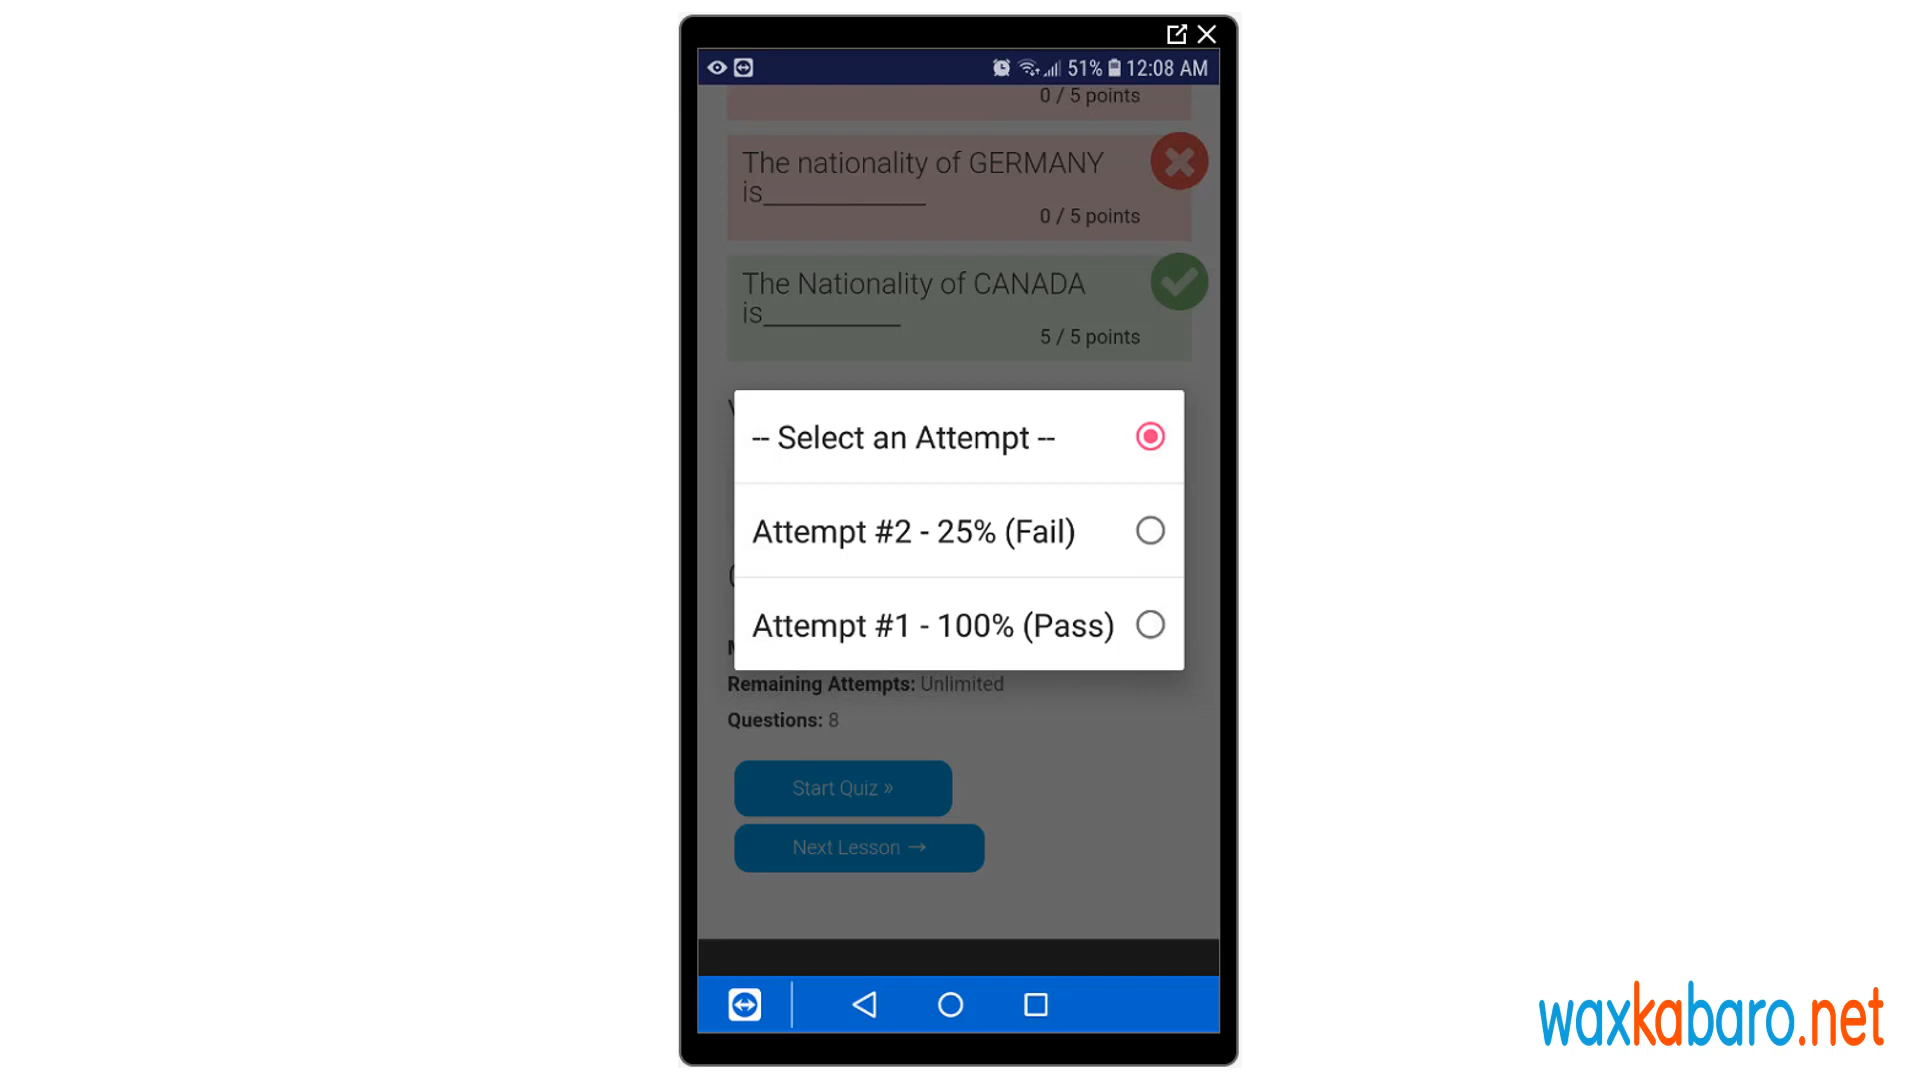 51% 12:08 AM
0 / 5 points
The nationality of GERMANY
is____________
0 / 5 points
The Nationality of CANADA
is__________
5 / 5 points
-- Select an Attempt --
Attempt #2 - 25% (Fail)
Attempt #1 - 100% (Pass)
Remaining Attempts: Unlimited
Questions: 8
Start Quiz »
Next Lesson →
waxkabaro.net